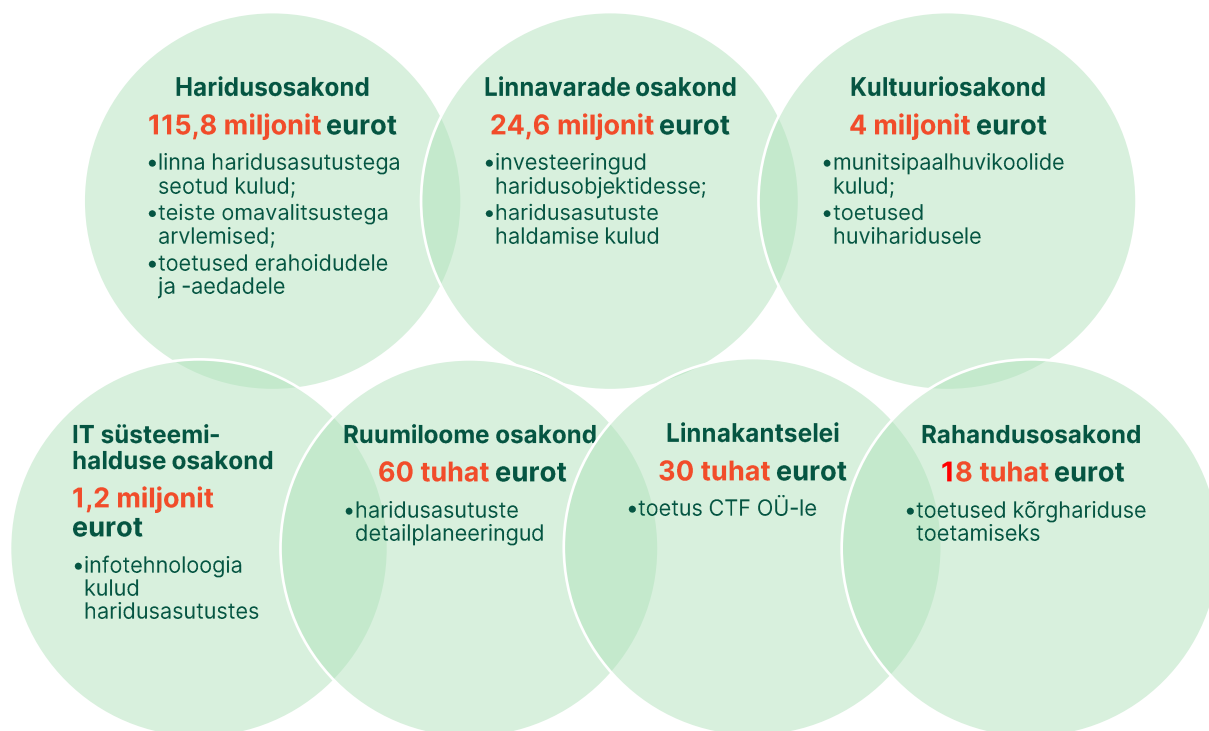 Haridusosakond
115,8 miljonit eurot
•linna haridusasutustega
seotud kulud;
•teiste omavalitsustega
arvlemised;
•toetused erahoidudele
ja -aedadele
Linnavarade osakond
24,6 miljonit eurot
•investeeringud
haridusobjektidesse;
•haridusasutuste
haldamise kulud
Kultuuriosakond
4 miljonit eurot
•munitsipaalhuvikoolide
kulud;
•toetused
huviharidusele
IT süsteemi-
halduse osakond
1,2 miljonit
eurot
•infotehnoloogia
kulud
haridusasutustes
Ruumiloome osakond
60 tuhat eurot
•haridusasutuste
detailplaneeringud
Linnakantselei
30 tuhat eurot
•toetus CTF OÜ-le
Rahandusosakond
18 tuhat eurot
•toetused kõrghariduse
toetamiseks